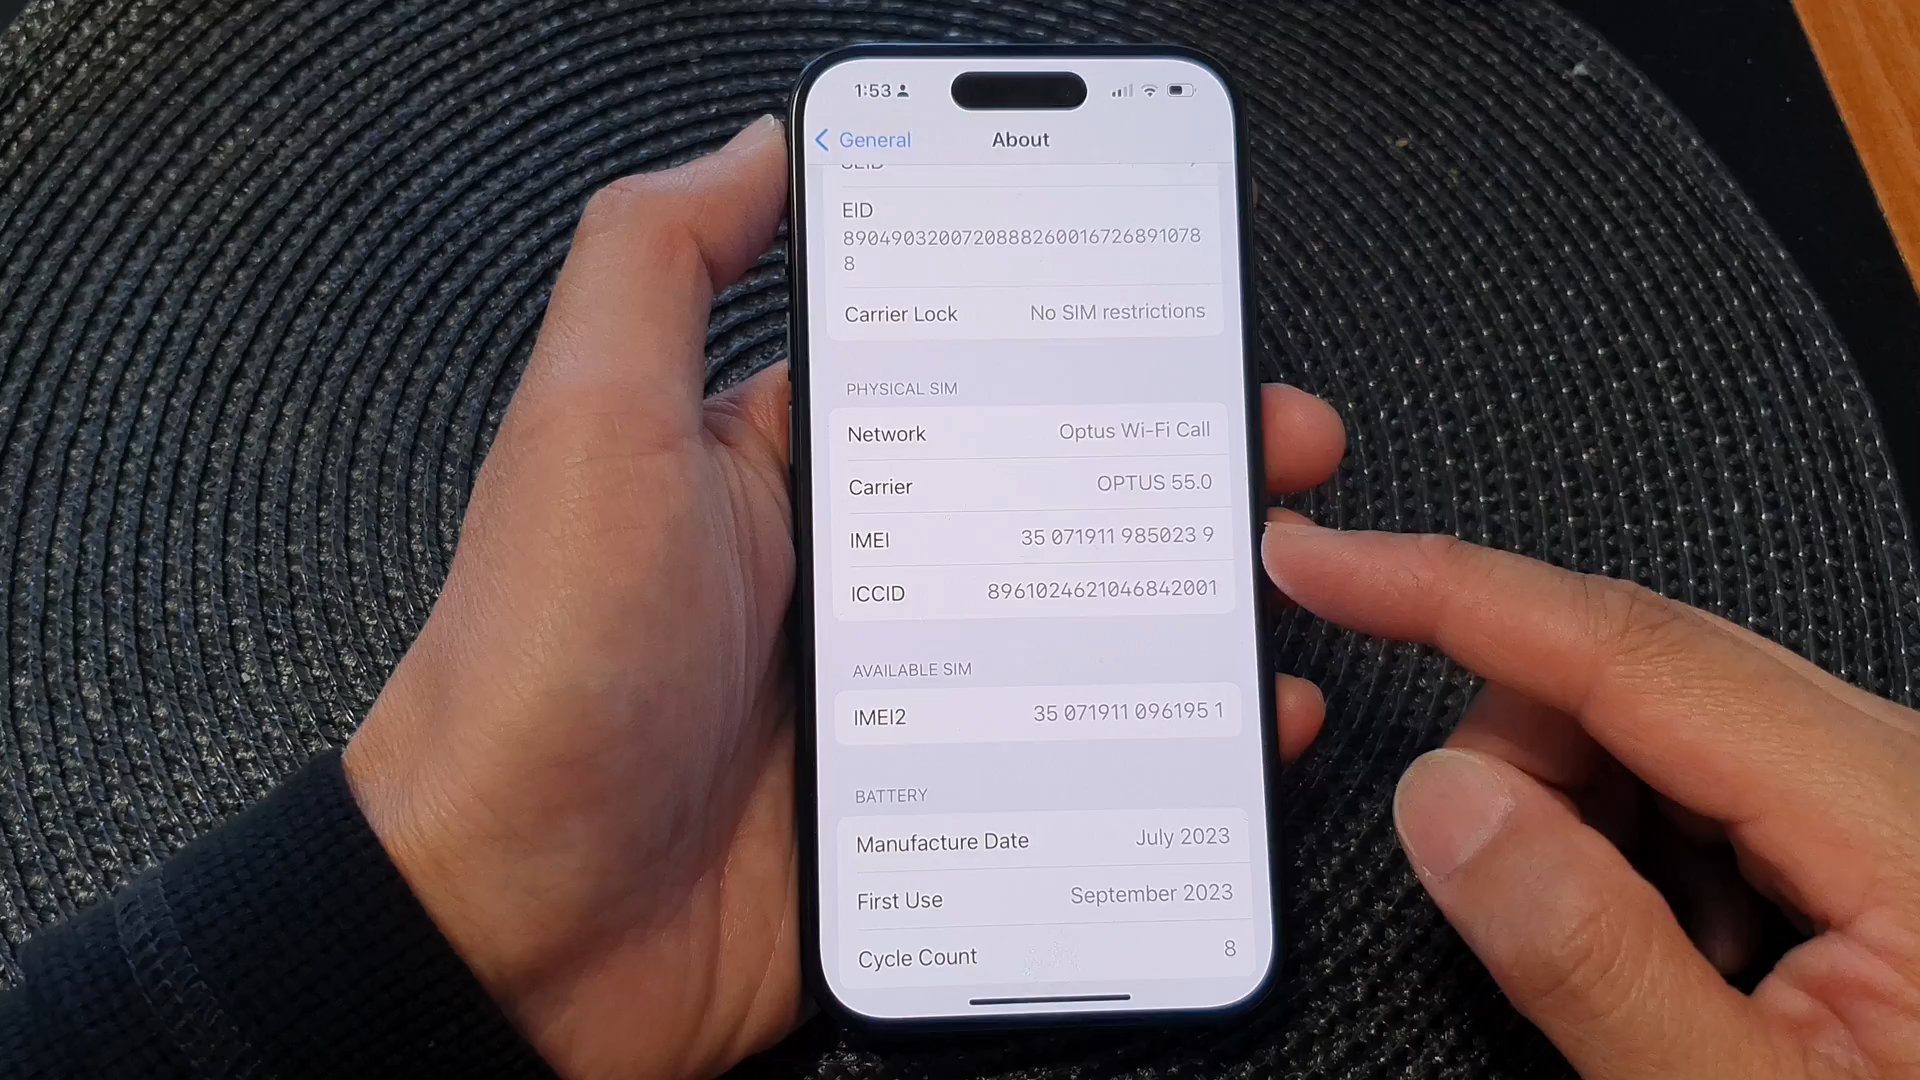 1:53
General
About
EID
8904903200720888826001672689107​8
8
Carrier Lock No SIM restrictions
PHYSICAL SIM
Network Optus Wi-Fi Call
Carrier OPTUS 55.0
IMEI 35 071911 985023 9
ICCID 8961024621046842001
AVAILABLE SIM
IMEI2 35 071911 096195 1
BATTERY
Manufacture Date July 2023
First Use September 2023
Cycle Count 8